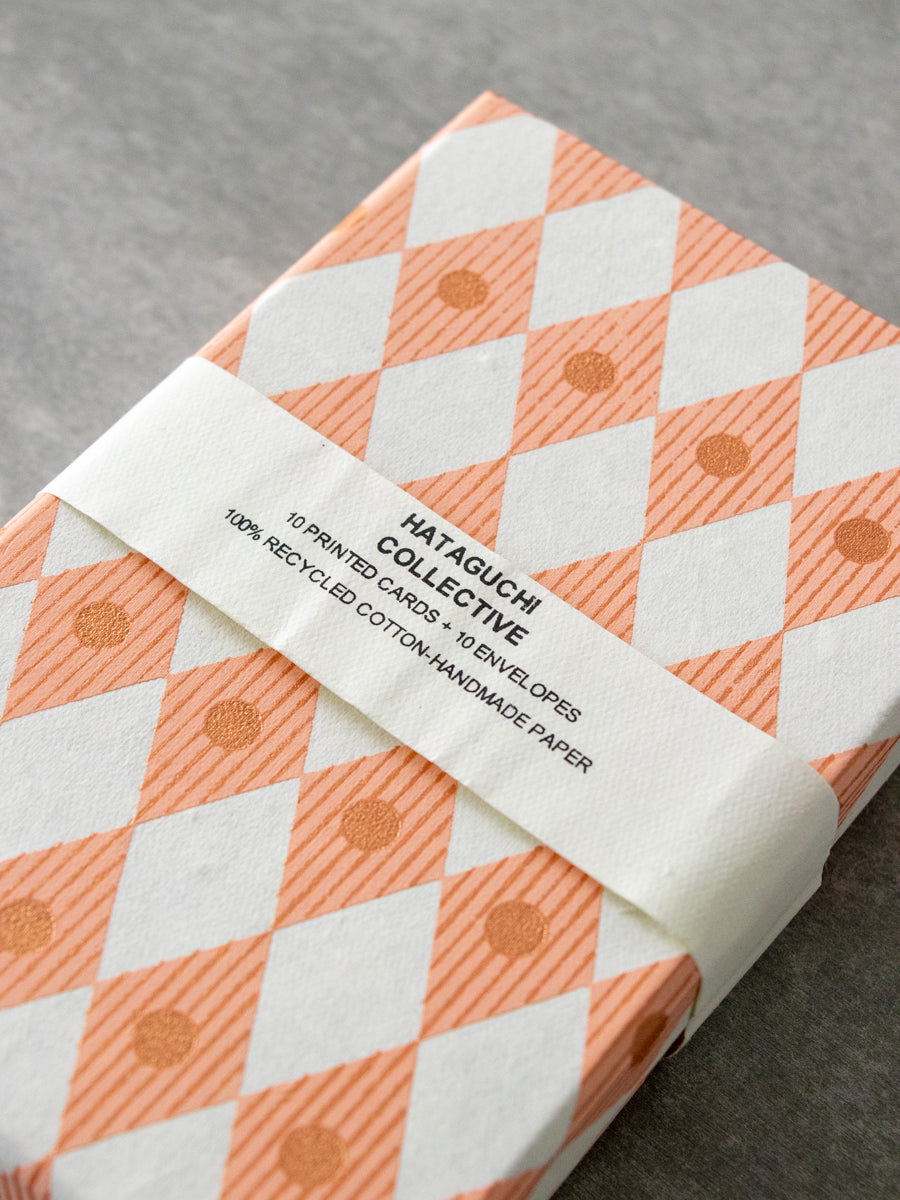 HATAGUCHI
COLLECTIVE
10 PRINTED CARDS + 10 ENVELOPES
100% RECYCLED COTTON-HANDMADE PAPER